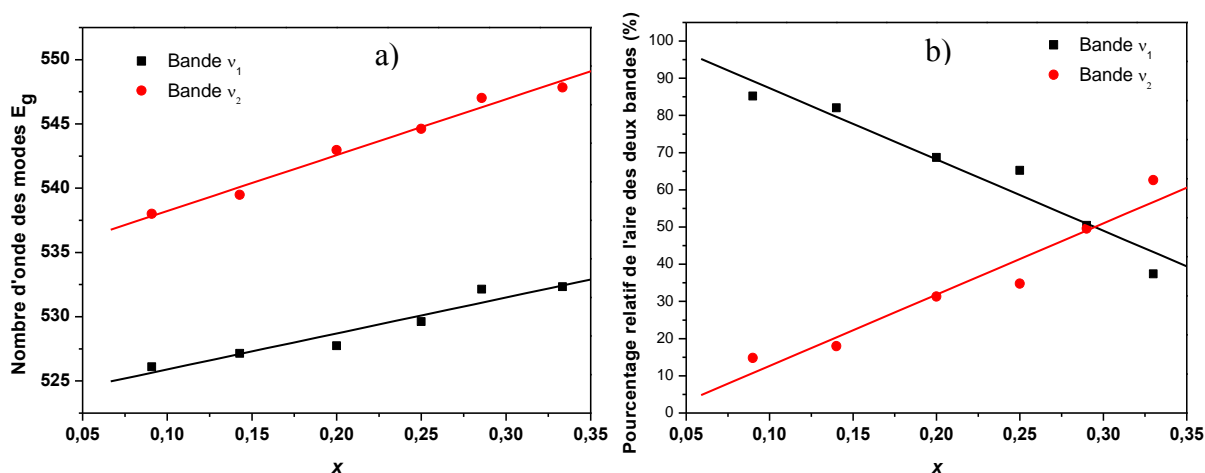 a)
Bande ν1
Bande ν2
Nombre d'onde des modes Eg
550
545
540
535
530
525
0,05 0,10 0,15 0,20 0,25 0,30 0,35
x
b)
Bande ν1
Bande ν2
Pourcentage relatif de l'aire des deux bandes (%)
100
90
80
70
60
50
40
30
20
10
0
0,05 0,10 0,15 0,20 0,25 0,30 0,35
x